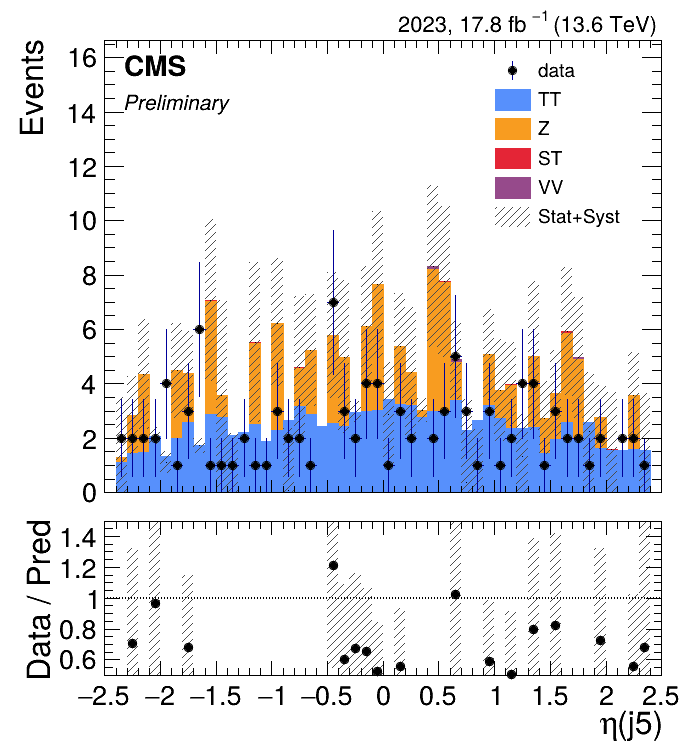 2023, 17.8 fb⁻¹ (13.6 TeV)
Events
16
14
12
10
8
6
4
2
0
CMS
Preliminary
data
TT
Z
ST
VV
Stat+Syst
Data / Pred
1.4
1.2
1
0.8
0.6
−2.5 −2 −1.5 −1 −0.5 0 0.5 1 1.5 2 2.5
η(j5)